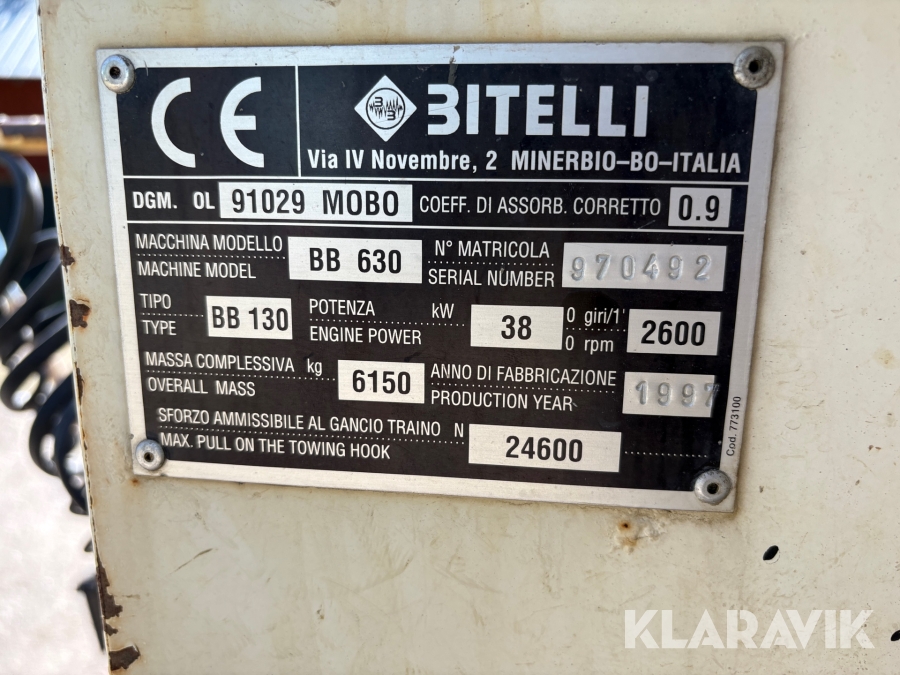 CE BITELLI
Via IV Novembre, 2 MINERBIO-BO-ITALIA
DGM. OL 91029 MOBO COEFF. DI ASSORB. CORRETTO 0.9
MACCHINA MODELLO BB 630 N° MATRICOLA 970492
MACHINE MODEL SERIAL NUMBER
TIPO BB 130 POTENZA kW 38 0 giri/1' 2600
TYPE ENGINE POWER 0 rpm
MASSA COMPLESSIVA kg 6150 ANNO DI FABBRICAZIONE 1997
OVERALL MASS PRODUCTION YEAR
SFORZO AMMISSIBILE AL GANCIO TRAINO N 24600
MAX. PULL ON THE TOWING HOOK
Cod. 773100
KLARAVIK